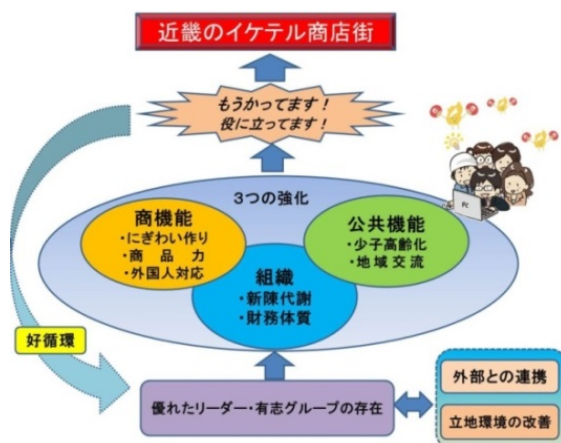 近畿のイケテル商店街
もうかってます！
役に立ってます！
3つの強化
商機能
・にぎわい作り
・商品力
・外国人対応
公共機能
・少子高齢化
・地域交流
組織
・新陳代謝
・財務体質
PC
好循環
優れたリーダー・有志グループの存在
外部との連携
立地環境の改善